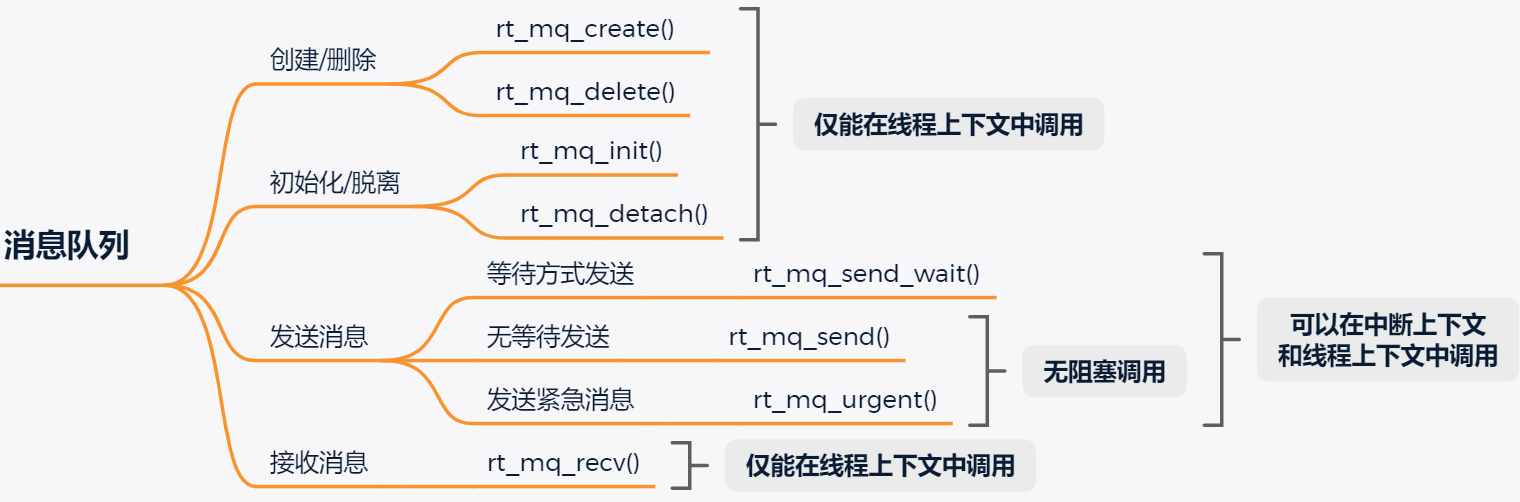 消息队列
创建/删除
rt_mq_create()
rt_mq_delete()
初始化/脱离
rt_mq_init()
rt_mq_detach()
仅能在线程上下文中调用
发送消息
等待方式发送
rt_mq_send_wait()
无等待发送
rt_mq_send()
发送紧急消息
rt_mq_urgent()
无阻塞调用
可以在中断上下文
和线程上下文中调用
接收消息
rt_mq_recv()
仅能在线程上下文中调用